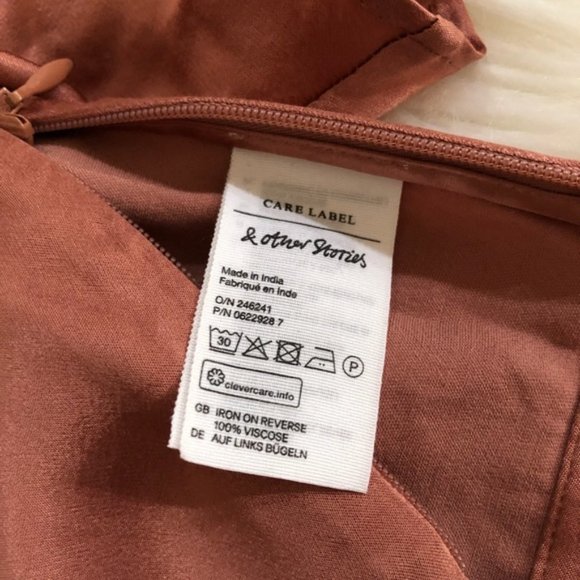 CARE LABEL
& other Stories
Made in India
Fabriqué en Inde
O/N 246241
P/N 0622928 7
30 P
clevercare.info
GB IRON ON REVERSE
100% VISCOSE
DE AUF LINKS BÜGELN